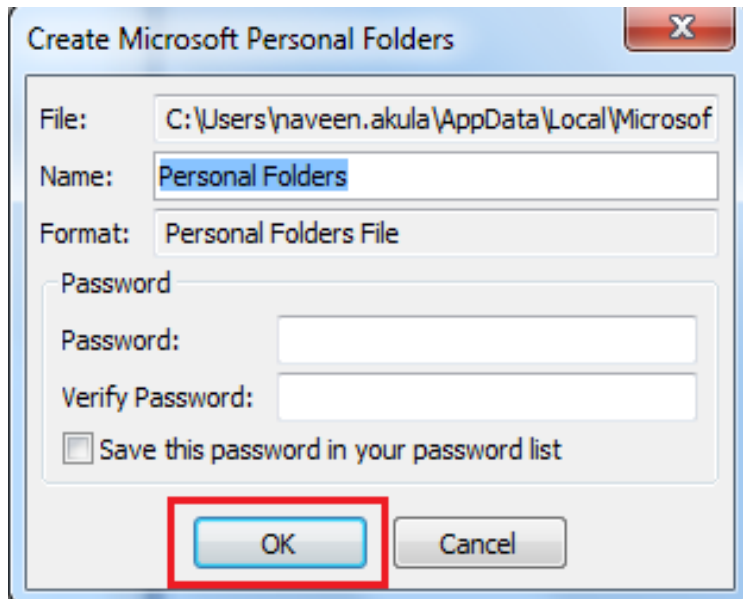 Create Microsoft Personal Folders
File: C:\Users\naveen.akula\AppData\Local\Microsof
Name: Personal Folders
Format: Personal Folders File
Password
Password:
Verify Password:
Save this password in your password list
OK Cancel